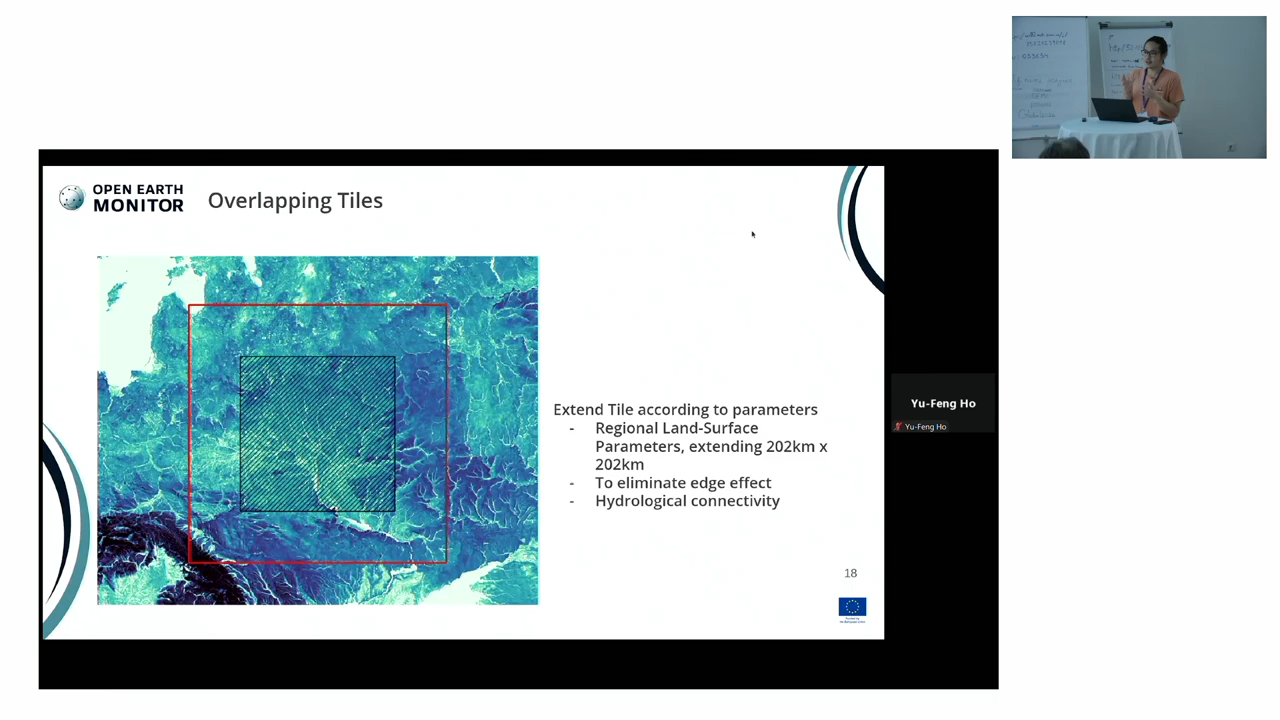 OPEN EARTH
MONITOR
Overlapping Tiles
Extend Tile according to parameters
- Regional Land-Surface
Parameters, extending 202km x
202km
- To eliminate edge effect
- Hydrological connectivity
18
Yu-Feng Ho
Yu-Feng Ho